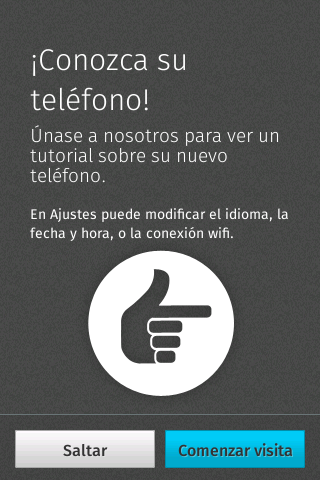 ¡Conozca su
teléfono!
Únase a nosotros para ver un
tutorial sobre su nuevo
teléfono.
En Ajustes puede modificar el idioma, la
fecha y hora, o la conexión wifi.
Saltar
Comenzar visita